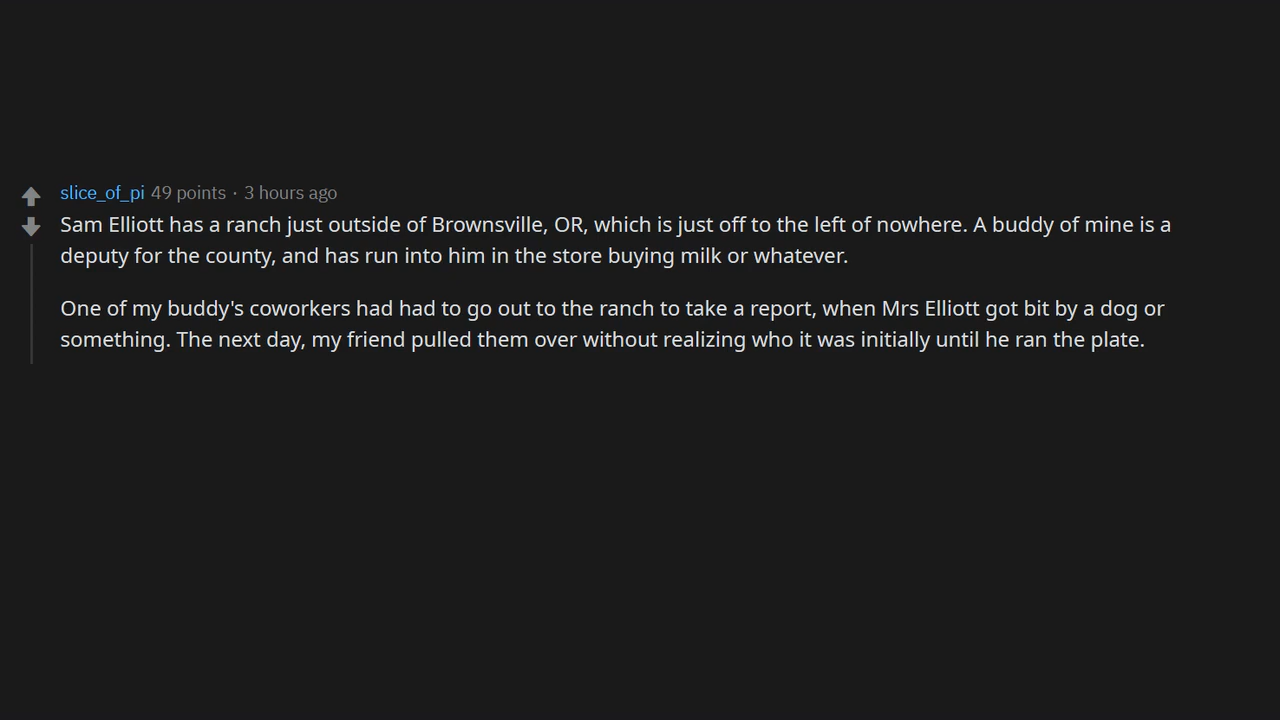 slice_of_pi 49 points · 3 hours ago
Sam Elliott has a ranch just outside of Brownsville, OR, which is just off to the left of nowhere. A buddy of mine is a
deputy for the county, and has run into him in the store buying milk or whatever.
One of my buddy's coworkers had had to go out to the ranch to take a report, when Mrs Elliott got bit by a dog or
something. The next day, my friend pulled them over without realizing who it was initially until he ran the plate.